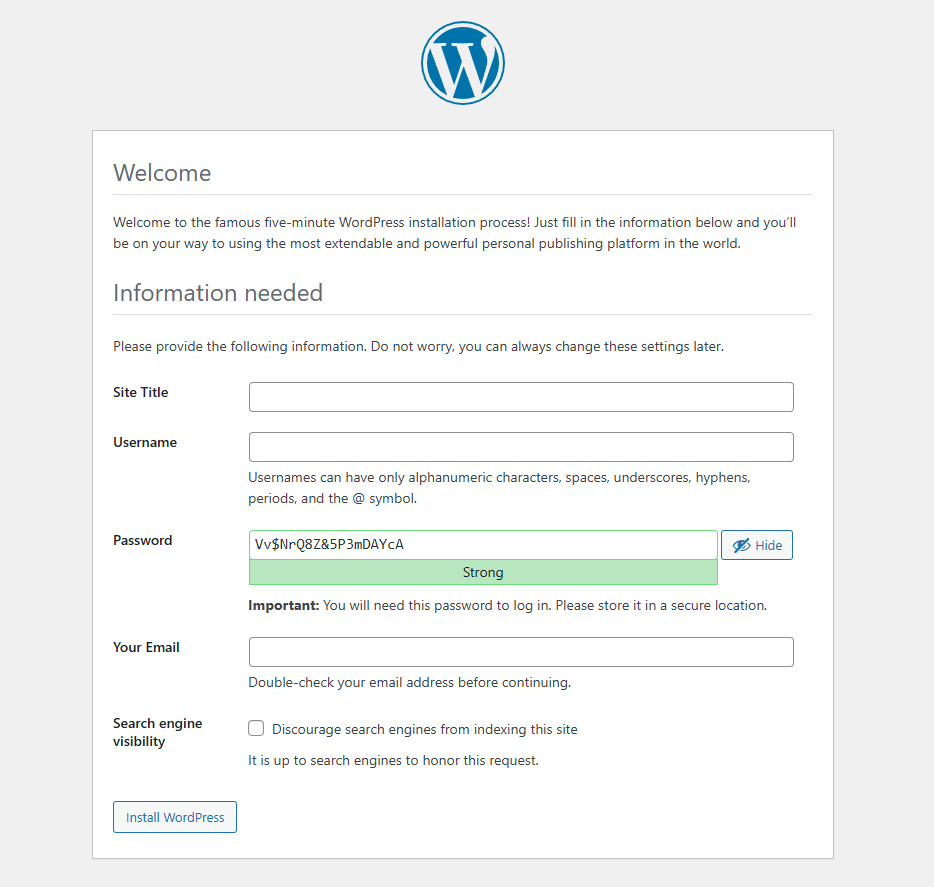 Welcome
Welcome to the famous five-minute WordPress installation process! Just fill in the information below and you’ll
be on your way to using the most extendable and powerful personal publishing platform in the world.
Information needed
Please provide the following information. Do not worry, you can always change these settings later.
Site Title
Username
Usernames can have only alphanumeric characters, spaces, underscores, hyphens,
periods, and the @ symbol.
Password
Vv$NrQ8Z&5P3mDAYcA
Hide
Strong
Important: You will need this password to log in. Please store it in a secure location.
Your Email
Double-check your email address before continuing.
Search engine
visibility
Discourage search engines from indexing this site
It is up to search engines to honor this request.
Install WordPress